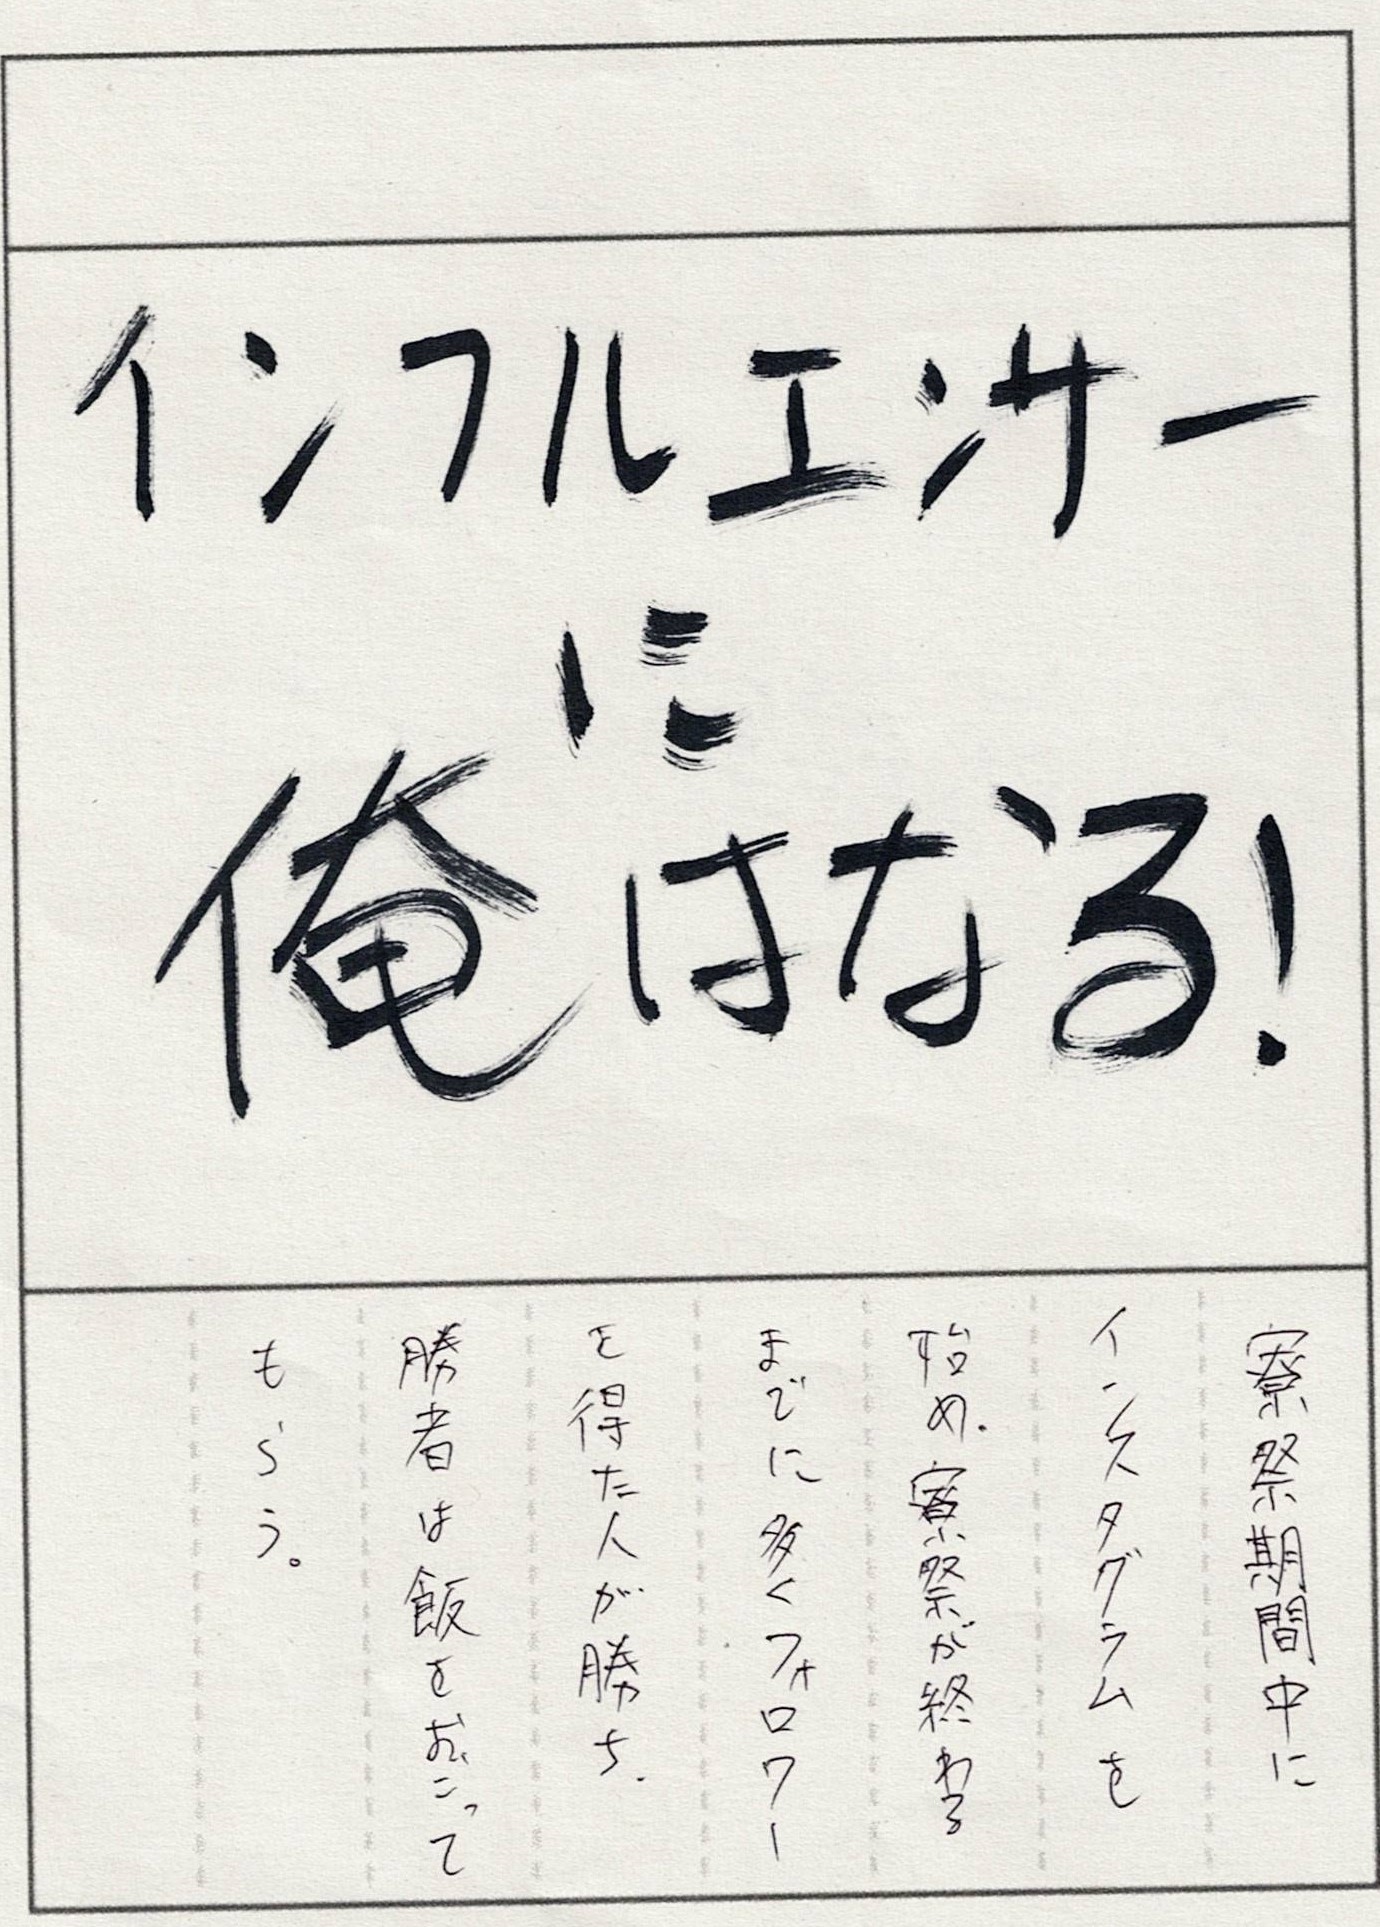 インフルエンサー
に
俺はなる!
寮祭期間中に
インスタグラムを
始め、寮祭が終わる
までに多くフォロワー
を得た人が勝ち、
勝者は飯をおごって
もらう。